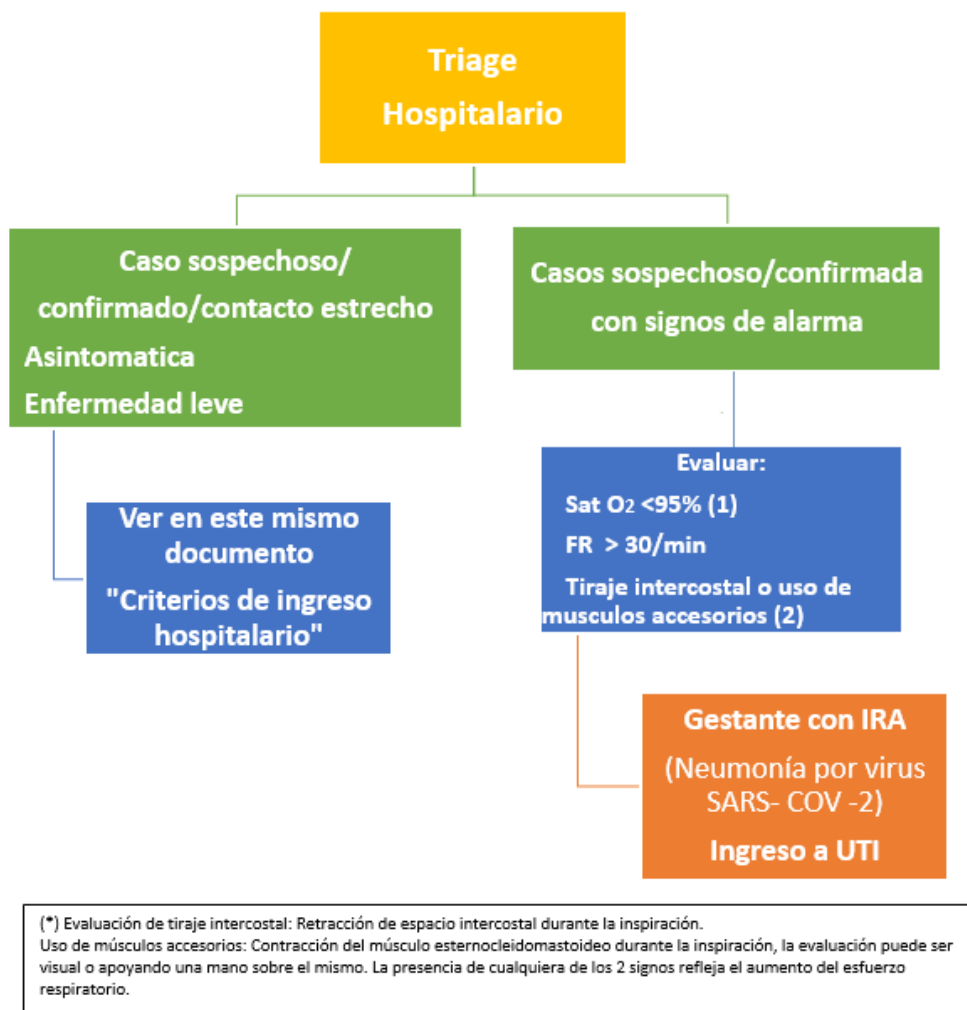 Triage
Hospitalario
Caso sospechoso/
confirmado/contacto estrecho
Asintomatica
Enfermedad leve
Ver en este mismo
documento
"Criterios de ingreso
hospitalario"
Casos sospechoso/confirmada
con signos de alarma
Evaluar:
Sat O2 <95% (1)
FR > 30/min
Tiraje intercostal o uso de
musculos accesorios (2)
Gestante con IRA
(Neumonía por virus
SARS- COV -2)
Ingreso a UTI
(*) Evaluación de tiraje intercostal: Retracción de espacio intercostal durante la inspiración.
Uso de músculos accesorios: Contracción del músculo esternocleidomastoideo durante la inspiración, la evaluación puede ser
visual o apoyando una mano sobre el mismo. La presencia de cualquiera de los 2 signos refleja el aumento del esfuerzo
respiratorio.